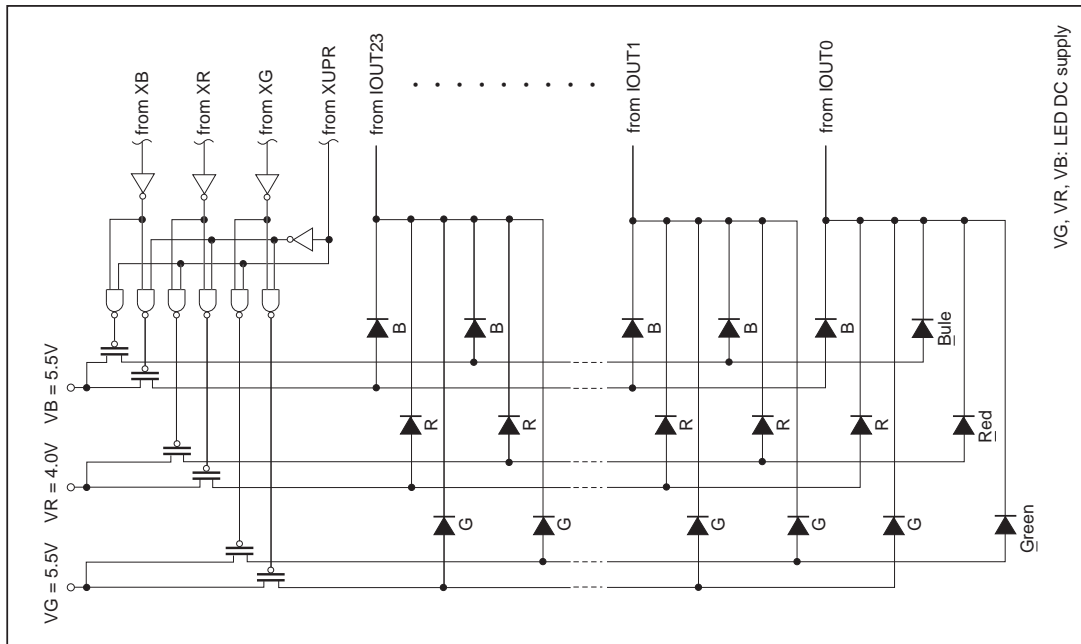 from XB
from XR
from XG
from XUPR
from IOUT23
from IOUT1
from IOUT0
VB = 5.5V
B
B
B
B
B
Bule
VR = 4.0V
R
R
R
R
R
Red
VG = 5.5V
G
G
G
G
G
Green
VG, VR, VB: LED DC supply